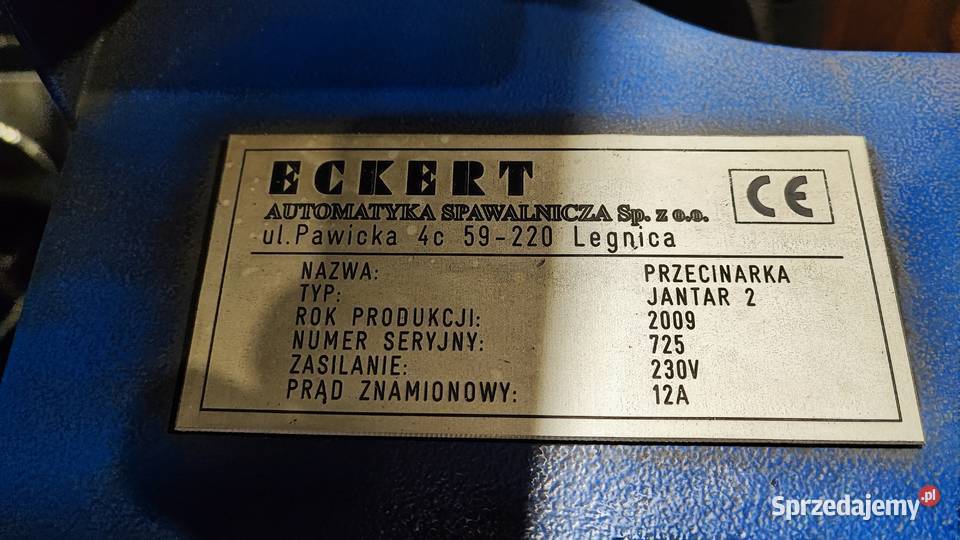 ECKERT
CE
AUTOMATYKA SPAWALNICZA Sp. z o.o.
ul.Pawicka 4c 59-220 Legnica
NAZWA: PRZECINARKA
TYP: JANTAR 2
ROK PRODUKCJI: 2009
NUMER SERYJNY: 725
ZASILANIE: 230V
PRĄD ZNAMIONOWY: 12A
Sprzedajemy.pl